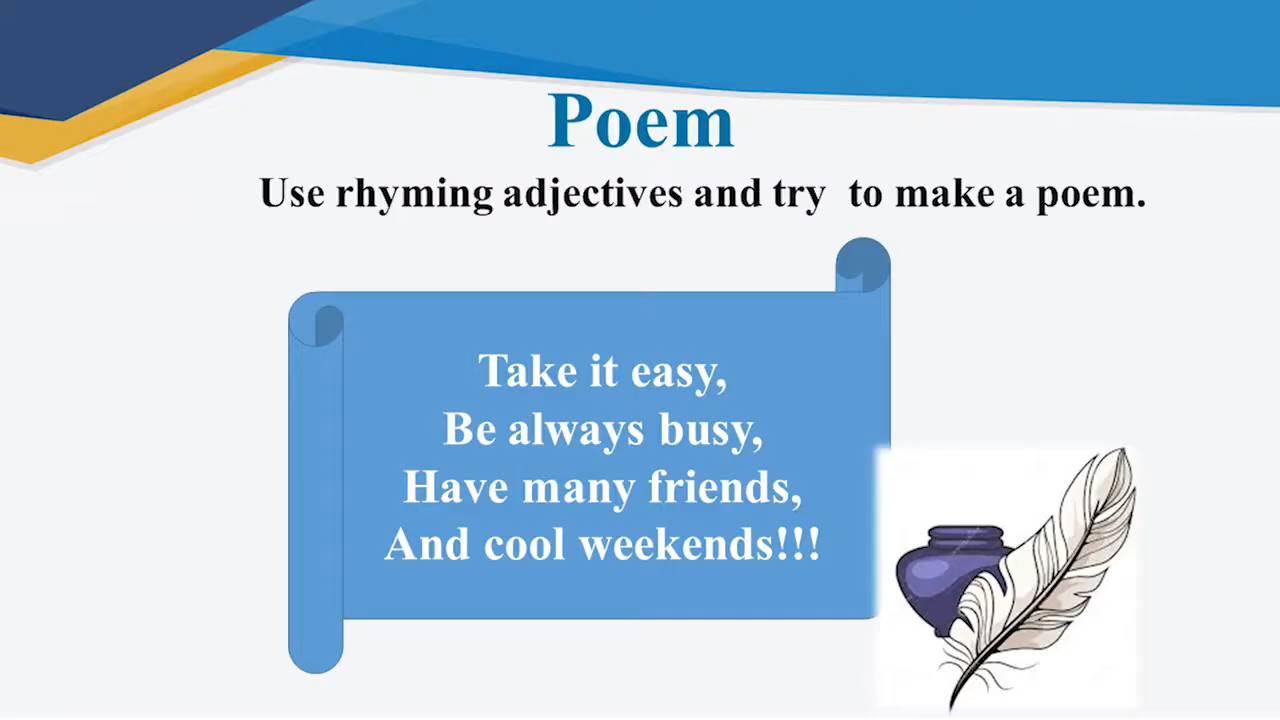 Poem
Use rhyming adjectives and try to make a poem.
Take it easy,
Be always busy,
Have many friends,
And cool weekends!!!